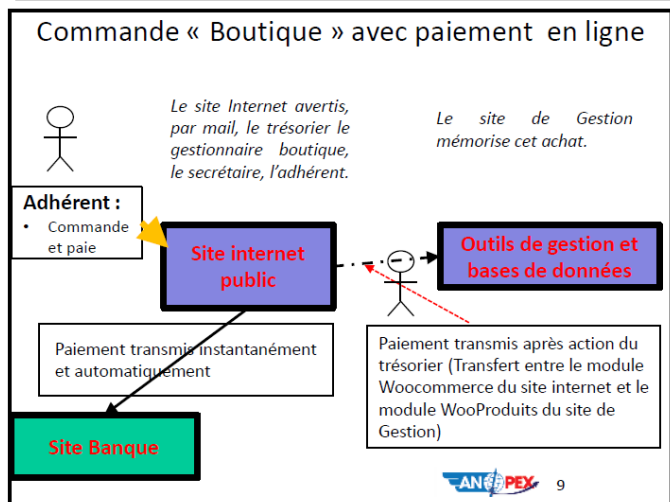 Commande « Boutique » avec paiement en ligne
Le site Internet avertis,
par mail, le trésorier le
gestionnaire boutique,
le secrétaire, l'adhérent.
Le site de Gestion
mémorise cet achat.
Adhérent :
• Commande
et paie
Site internet
public
Outils de gestion et
bases de données
Paiement transmis instantanément
et automatiquement
Paiement transmis après action du
trésorier (Transfert entre le module
Woocommerce du site internet et le
module WooProduits du site de
Gestion)
Site Banque
ANOPEX
9